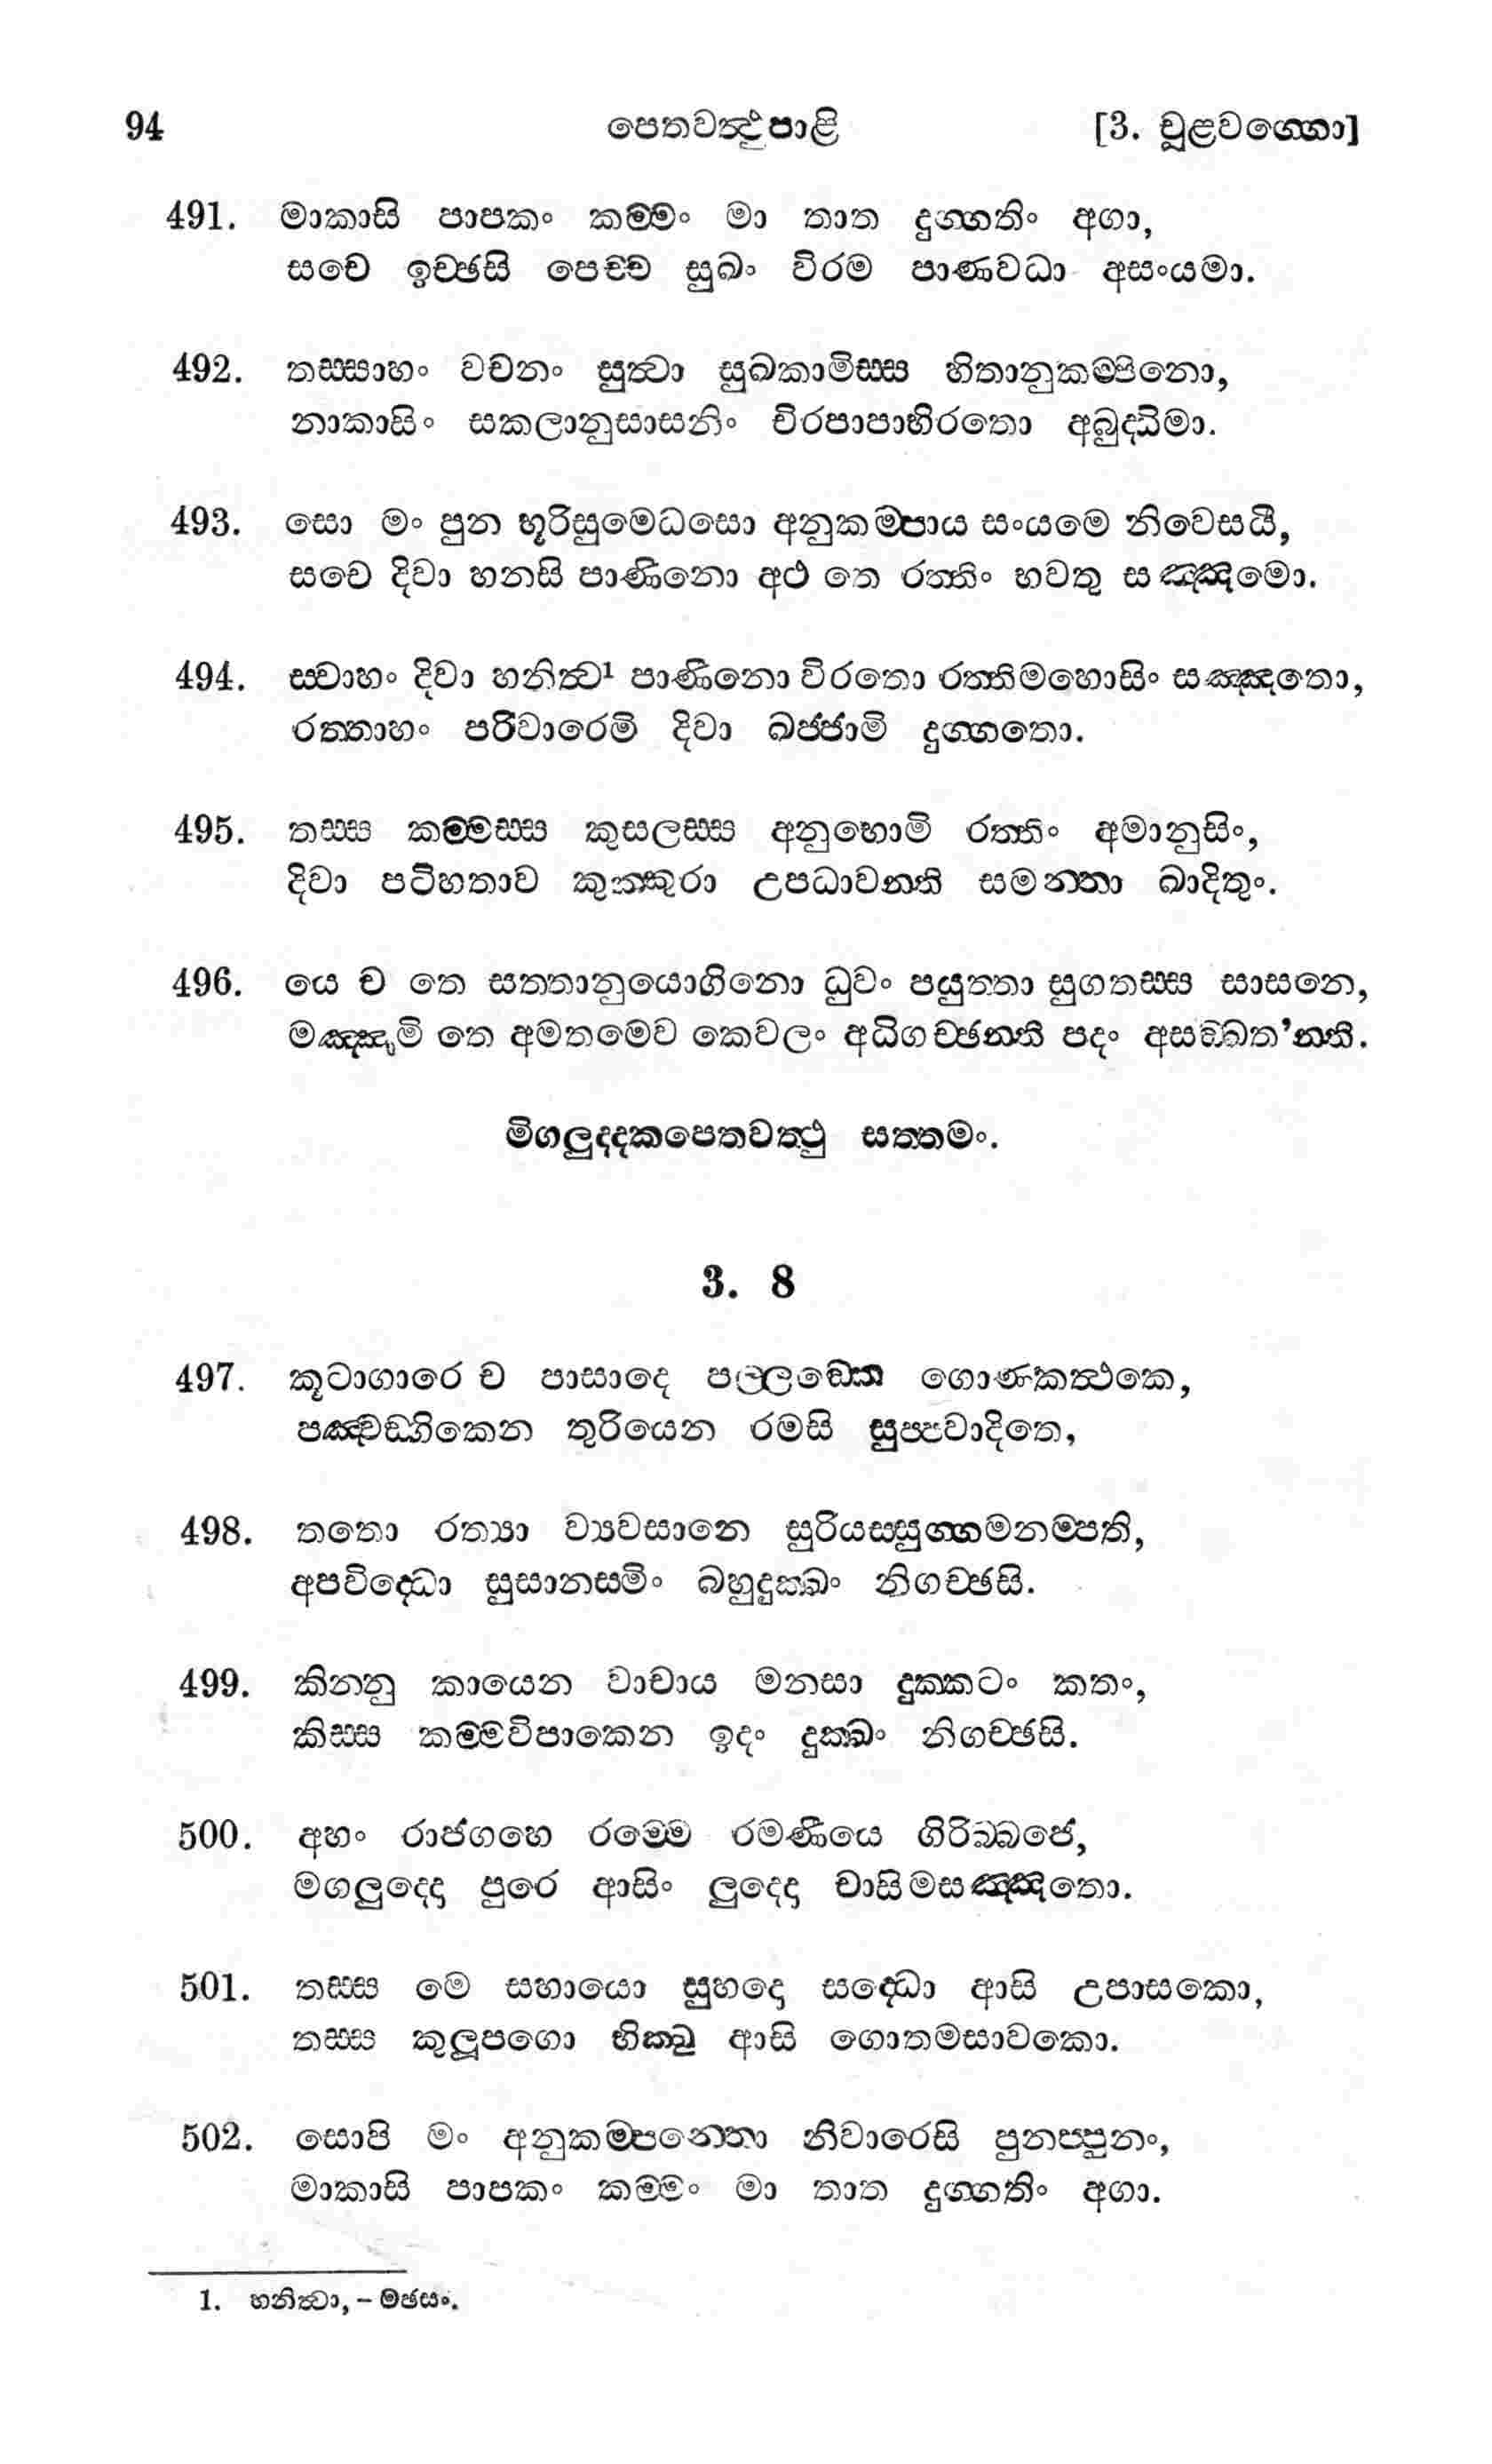 94 පෙතවත්‍ථුපාළි [3. චූළවග්‍ගො]
491. මාකාසි පාපකං කම්මං මා තාත දුග්ගතිං අගා,
සචෙ ඉච්ඡසි පෙච්ච සුඛං විරම පාණවධා අසංයමා.
492. තස්සාහං වචනං සුත්‍වා සුඛකාමිස්ස හිතානුකම්පිනො,
නාකාසිං සකලානුසාසනිං චිරපාපාභිරතො අබුද්ධිමා.
493. සො මං පුන භූරිසුමෙධසො අනුකම්පාය සංයමෙ නිවෙසයී,
සචෙ දිවා හනසි පාණිනො අථ තෙ රත්තිං භවතු සඤ්ඤමො.
494. ස්වාහං දිවා හනිත්‍ව¹ පාණිනො විරතො රත්තිමහොසිං සඤ්ඤතො,
රත්තාහං පරිවාරෙමි දිවා ඛජ්ජාමි දුග්ගතො.
495. තස්ස කම්මස්ස කුසලස්ස අනුභොමි රත්තිං අමානුසිං,
දිවා පටිහතාව කුක්කුරා උපධාවන්ති සමන්තා ඛාදිතුං.
496. යෙ ච තෙ සතතානුයොගිනො ධුවං පයුත්තා සුගතස්ස සාසනෙ,
මඤ්ඤාමි තෙ අමතමෙව කෙවලං අධිගච්ඡන්ති පදං අසඞ්ඛත'න්ති.
මිගලුද්දකපෙතවත්‍ථු සත්තමං.
3. 8
497. කූටාගාරෙ ච පාසාදෙ පල්ලඞ්කෙ ගොණකත්‍ථකෙ,
පඤ්චඞ්ගිකෙන තුරියෙන රමසි සුප්පවාදිතෙ,
498. තතො රත්‍යා ව්‍යවසානෙ සුරියස්සුග්ගමනම්පති,
අපවිද්ධො සුසානස්මිං බහුදුක්ඛං නිගච්ඡසි.
499. කින්නු කායෙන වාචාය මනසා දුක්කටං කතං,
කිස්ස කම්මවිපාකෙන ඉදං දුක්ඛං නිගච්ඡසි.
500. අහං රාජගහෙ රම්මෙ රමණීයෙ ගිරිබ්බජෙ,
මගලුද්දො පුරෙ ආසිං ලුද්දො චාසිමසඤ්ඤතො.
501. තස්ස මෙ සහායො සුහදො සද්ධො ආසි උපාසකො,
තස්ස කුලූපගො භික්ඛු ආසි ගොතමසාවකො.
502. සොපි මං අනුකම්පන්තො නිවාරෙසි පුනප්පුනං,
මාකාසි පාපකං කම්මං මා තාත දුග්ගතිං අගා.
1. හනිත්‍වා, – මඡසං.